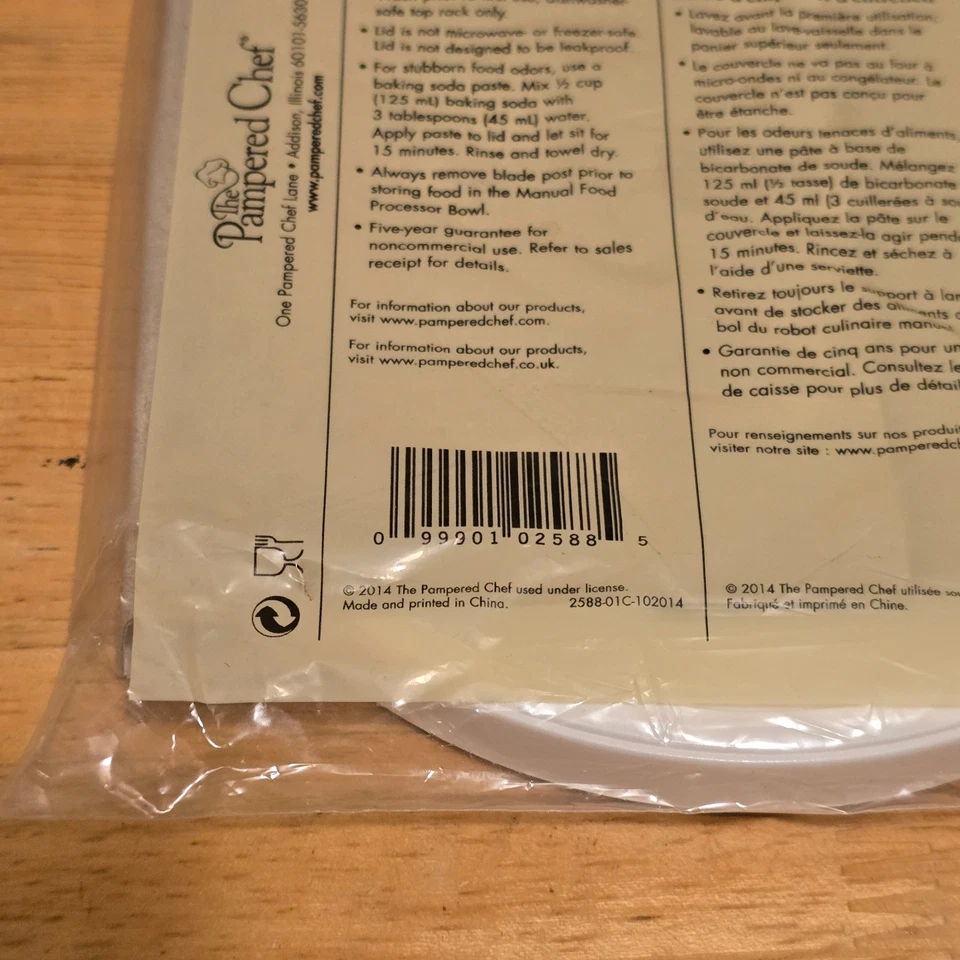 The
Pampered Chef®
One Pampered Chef Lane • Addison, Illinois 60101-5630
www.pamperedchef.com
safe top rack only.
• Lid is not microwave- or freezer-safe.
Lid is not designed to be leakproof.
• For stubborn food odors, use a
baking soda paste. Mix ½ cup
(125 mL) baking soda with
3 tablespoons (45 mL) water.
Apply paste to lid and let sit for
15 minutes. Rinse and towel dry.
• Always remove blade post prior to
storing food in the Manual Food
Processor Bowl.
• Five-year guarantee for
noncommercial use. Refer to sales
receipt for details.
For information about our products,
visit www.pamperedchef.com.
For information about our products,
visit www.pamperedchef.co.uk.
0 99901 02588 5
© 2014 The Pampered Chef used under license.
Made and printed in China. 2588-01C-102014
• Lavez avant la première utilisation;
lavable au lave-vaisselle dans le
panier supérieur seulement.
• Le couvercle ne va pas au four à
micro-ondes ni au congélateur. Le
couvercle n'est pas conçu pour
être étanche.
• Pour les odeurs tenaces d'aliments,
utilisez une pâte à base de
bicarbonate de soude. Mélangez
125 ml (½ tasse) de bicarbonate
soude et 45 ml (3 cuillerées à
d'eau. Appliquez la pâte sur le
couvercle et laissez-la agir
15 minutes. Rincez et séchez à
l'aide d'une serviette.
• Retirez toujours le support à
avant de stocker des aliments
bol du robot culinaire
• Garantie de cinq ans pour
non commercial. Consultez
de caisse pour plus de
Pour renseignements sur nos
visiter notre site : www.
© 2014 The Pampered Chef utilisée
Fabriqué et imprimé en Chine.